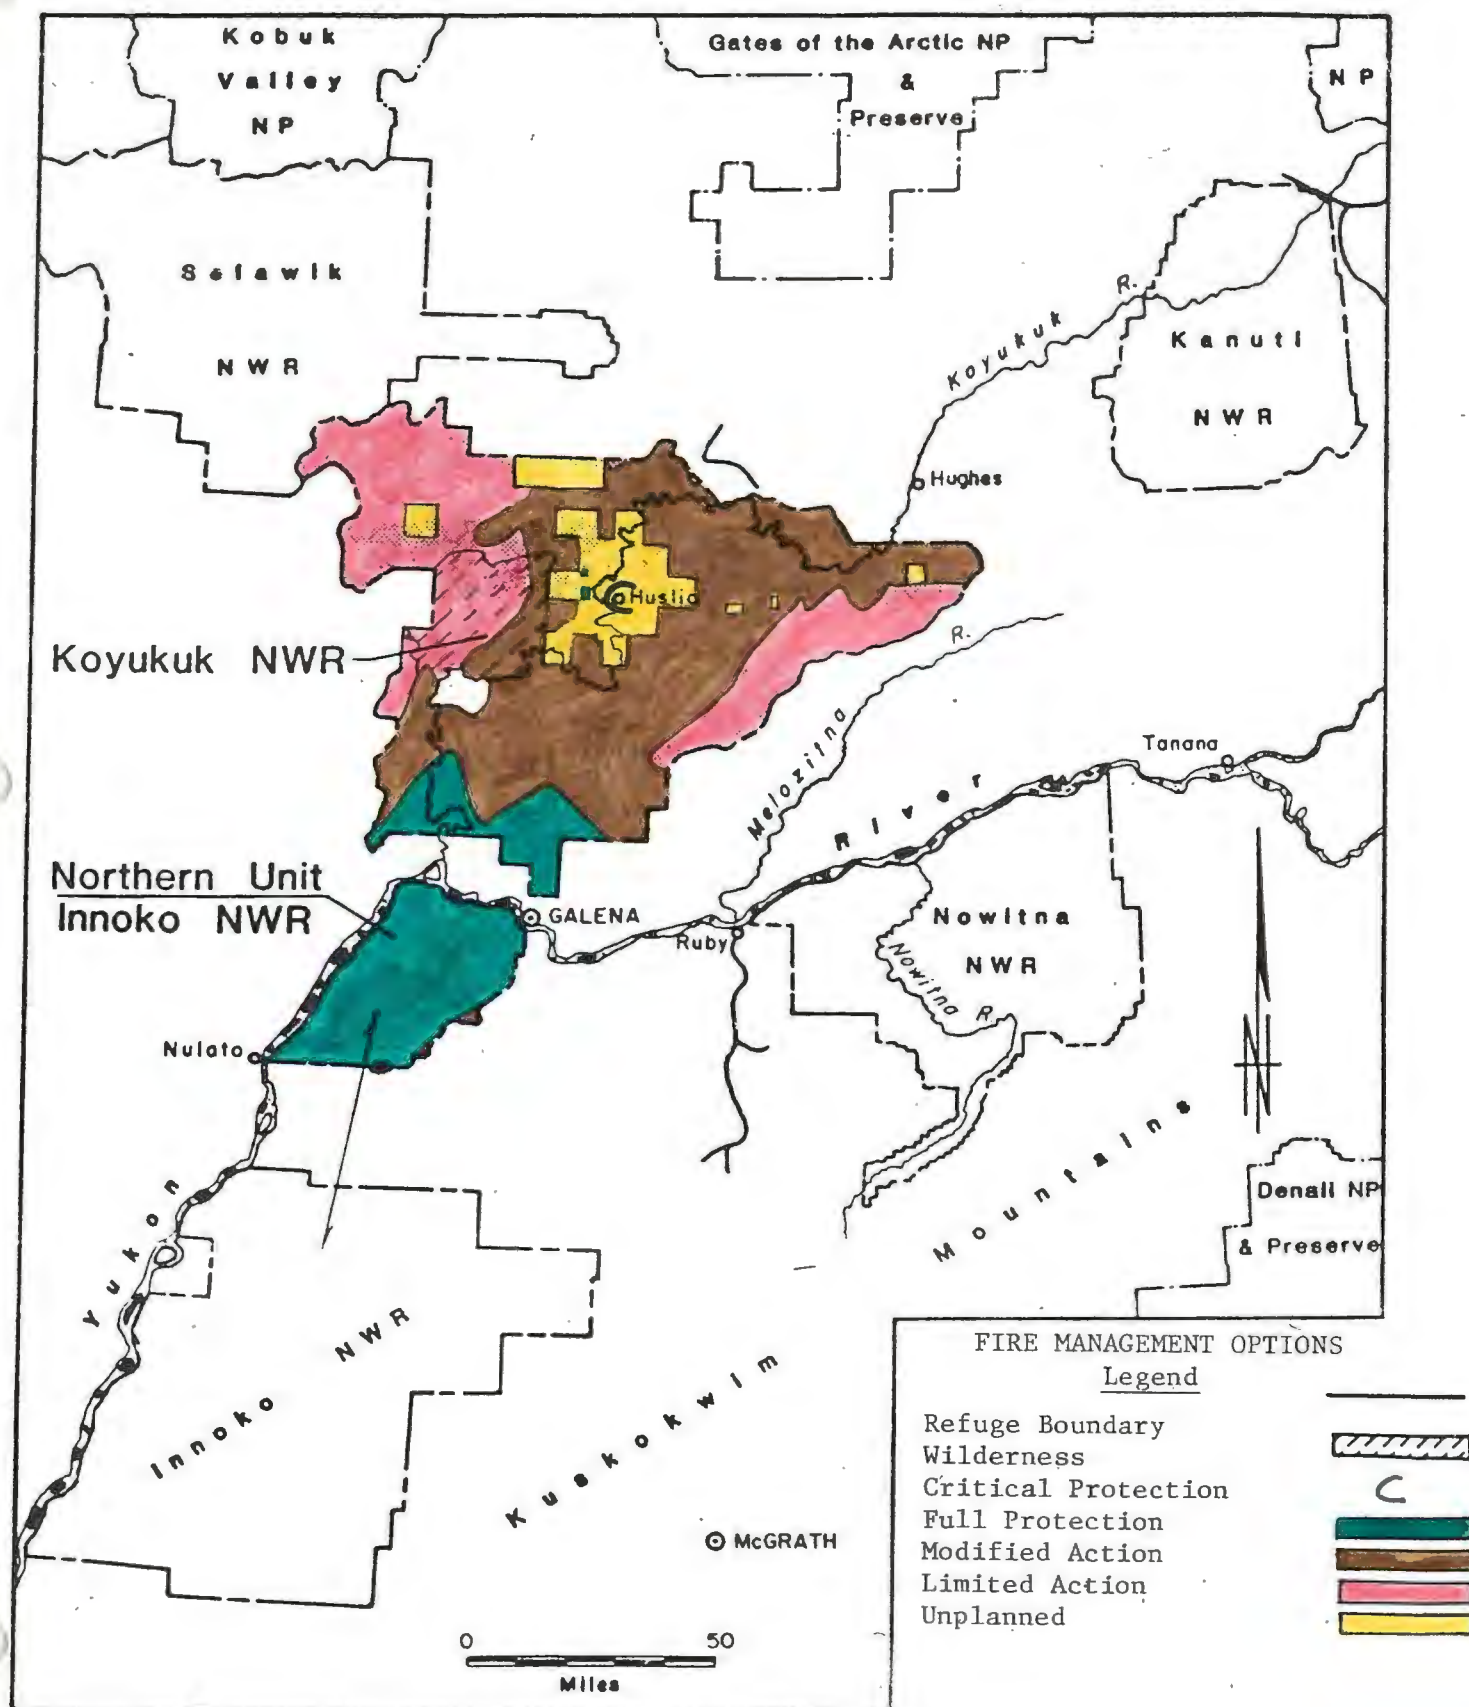 Kobuk
Valley
NP
Gates of the Arctic NP
&
Preserve
NP
Selawik
NWR
Koyukuk R.
Kanuti
NWR
Hughes
Huslia
Koyukuk NWR
Melozitna R.
Tanana
River
Northern Unit
Innoko NWR
GALENA
Ruby
Nowitna
NWR
Nowitna R.
Nulato
N
Yukon
Mountains
Denali NP
& Preserve
Innoko NWR
Kuskokwim
McGRATH
0 50
Miles
FIRE MANAGEMENT OPTIONS
Legend
Refuge Boundary
Wilderness
Critical Protection
C
Full Protection
Modified Action
Limited Action
Unplanned